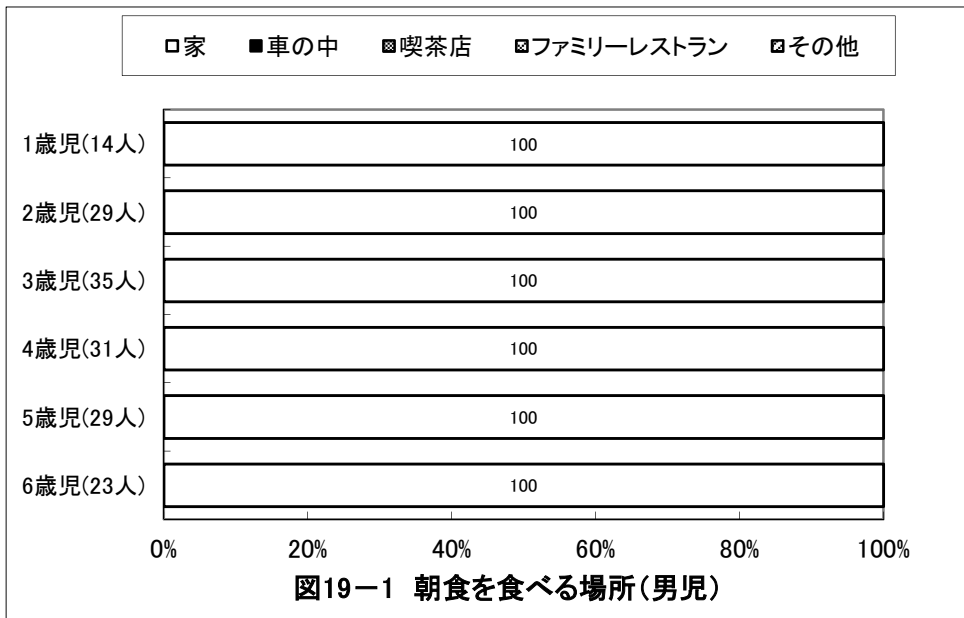 □家 ■車の中 ▩喫茶店 ▩ファミリーレストラン ▨その他
1歳児(14人) 100
2歳児(29人) 100
3歳児(35人) 100
4歳児(31人) 100
5歳児(29人) 100
6歳児(23人) 100
0% 20% 40% 60% 80% 100%
図19-1 朝食を食べる場所(男児)